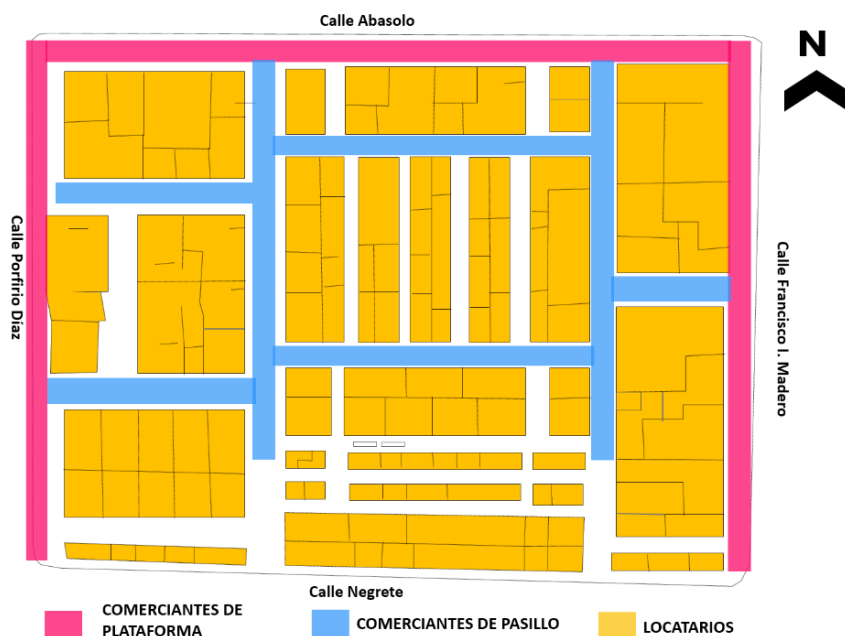 Calle Abasolo
N
Calle Porfirio Díaz
Calle Francisco I. Madero
Calle Negrete
COMERCIANTES DE
PLATAFORMA
COMERCIANTES DE PASILLO
LOCATARIOS